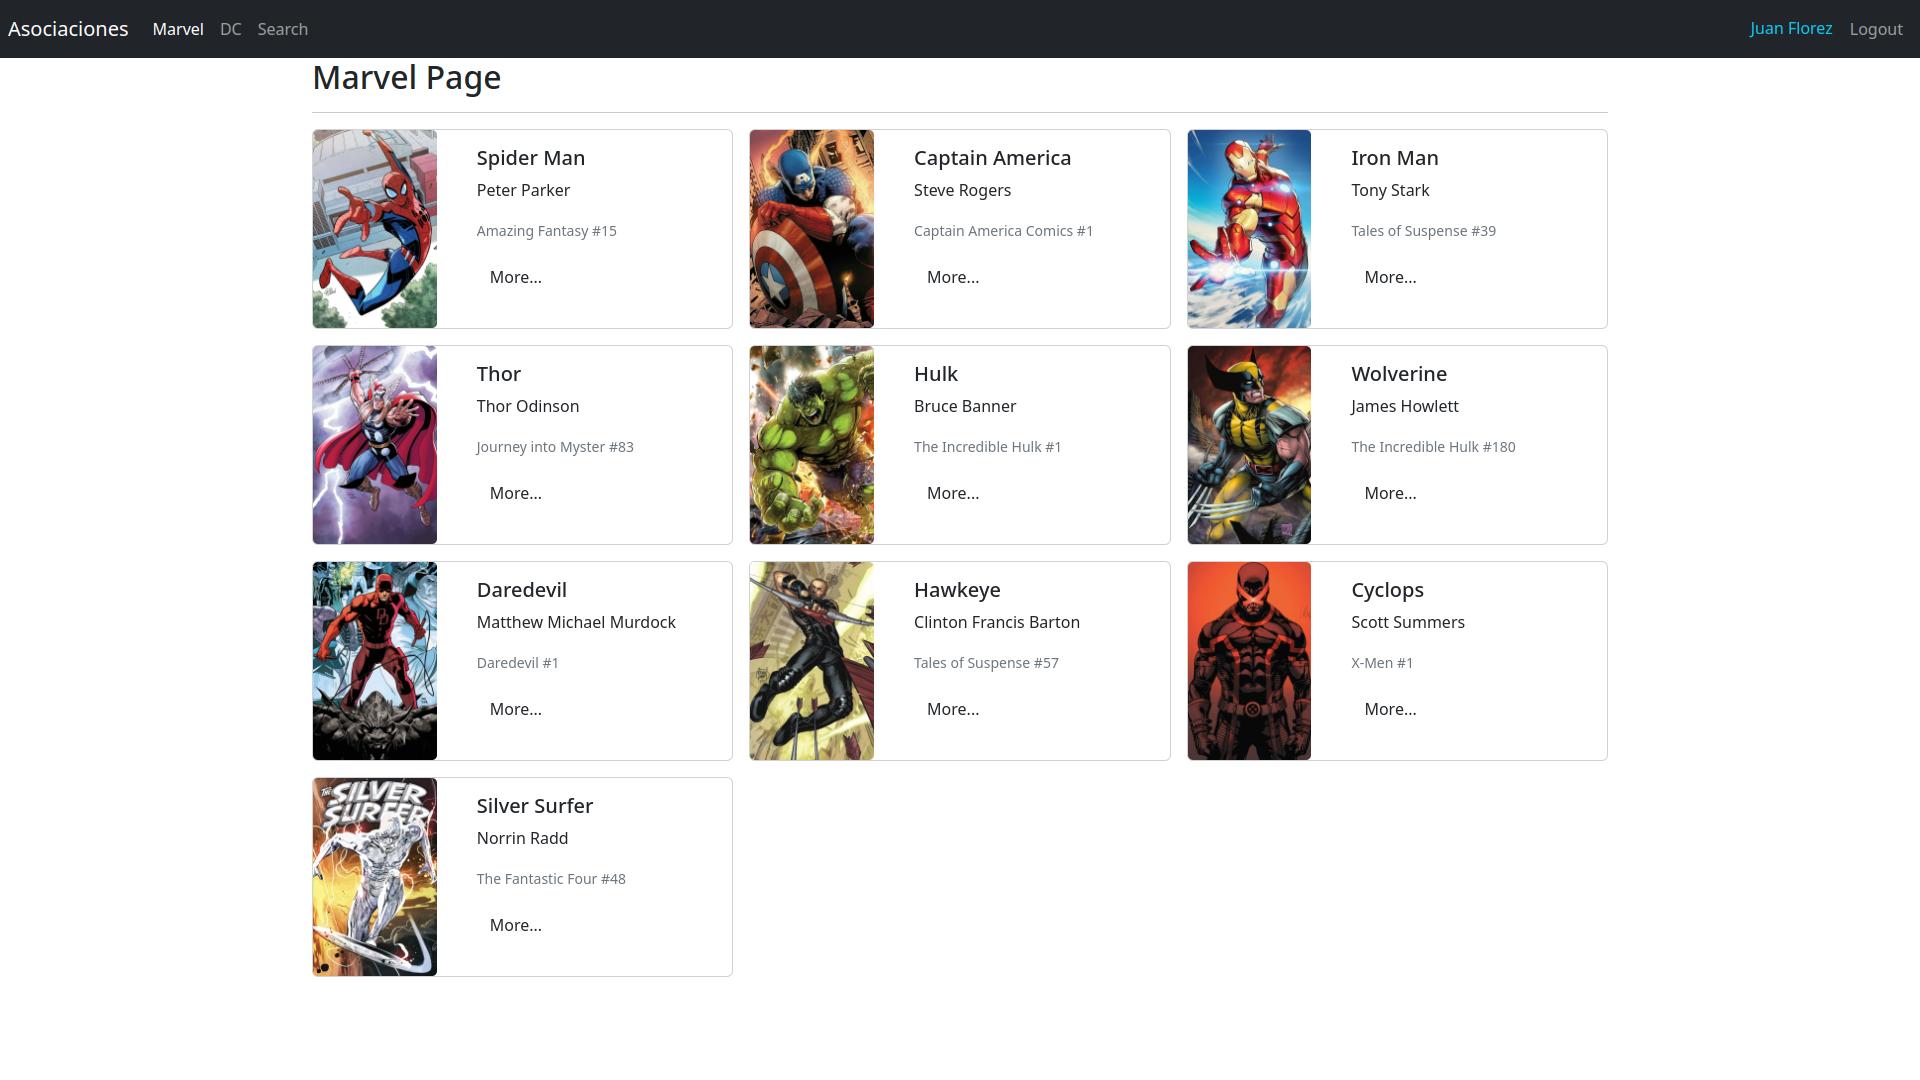 Asociaciones Marvel DC Search Juan Florez Logout
Marvel Page
Spider Man
Peter Parker
Amazing Fantasy #15
More...
Captain America
Steve Rogers
Captain America Comics #1
More...
Iron Man
Tony Stark
Tales of Suspense #39
More...
Thor
Thor Odinson
Journey into Myster #83
More...
Hulk
Bruce Banner
The Incredible Hulk #1
More...
Wolverine
James Howlett
The Incredible Hulk #180
More...
Daredevil
Matthew Michael Murdock
Daredevil #1
More...
Hawkeye
Clinton Francis Barton
Tales of Suspense #57
More...
Cyclops
Scott Summers
X-Men #1
More...
THE SILVER
SURFER
Silver Surfer
Norrin Radd
The Fantastic Four #48
More...